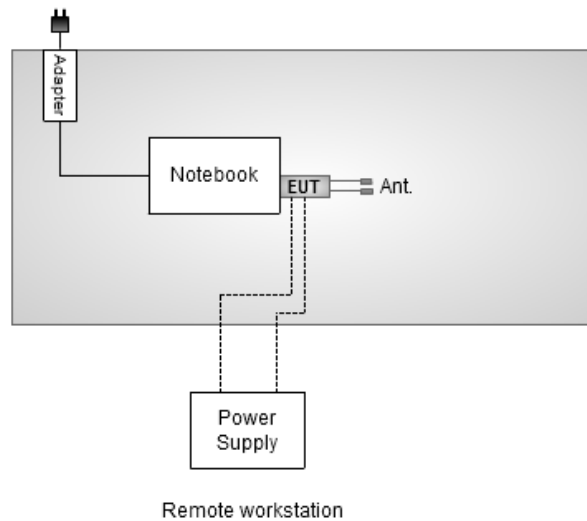 Adapter
Notebook
EUT
Ant.
Power
Supply
Remote workstation